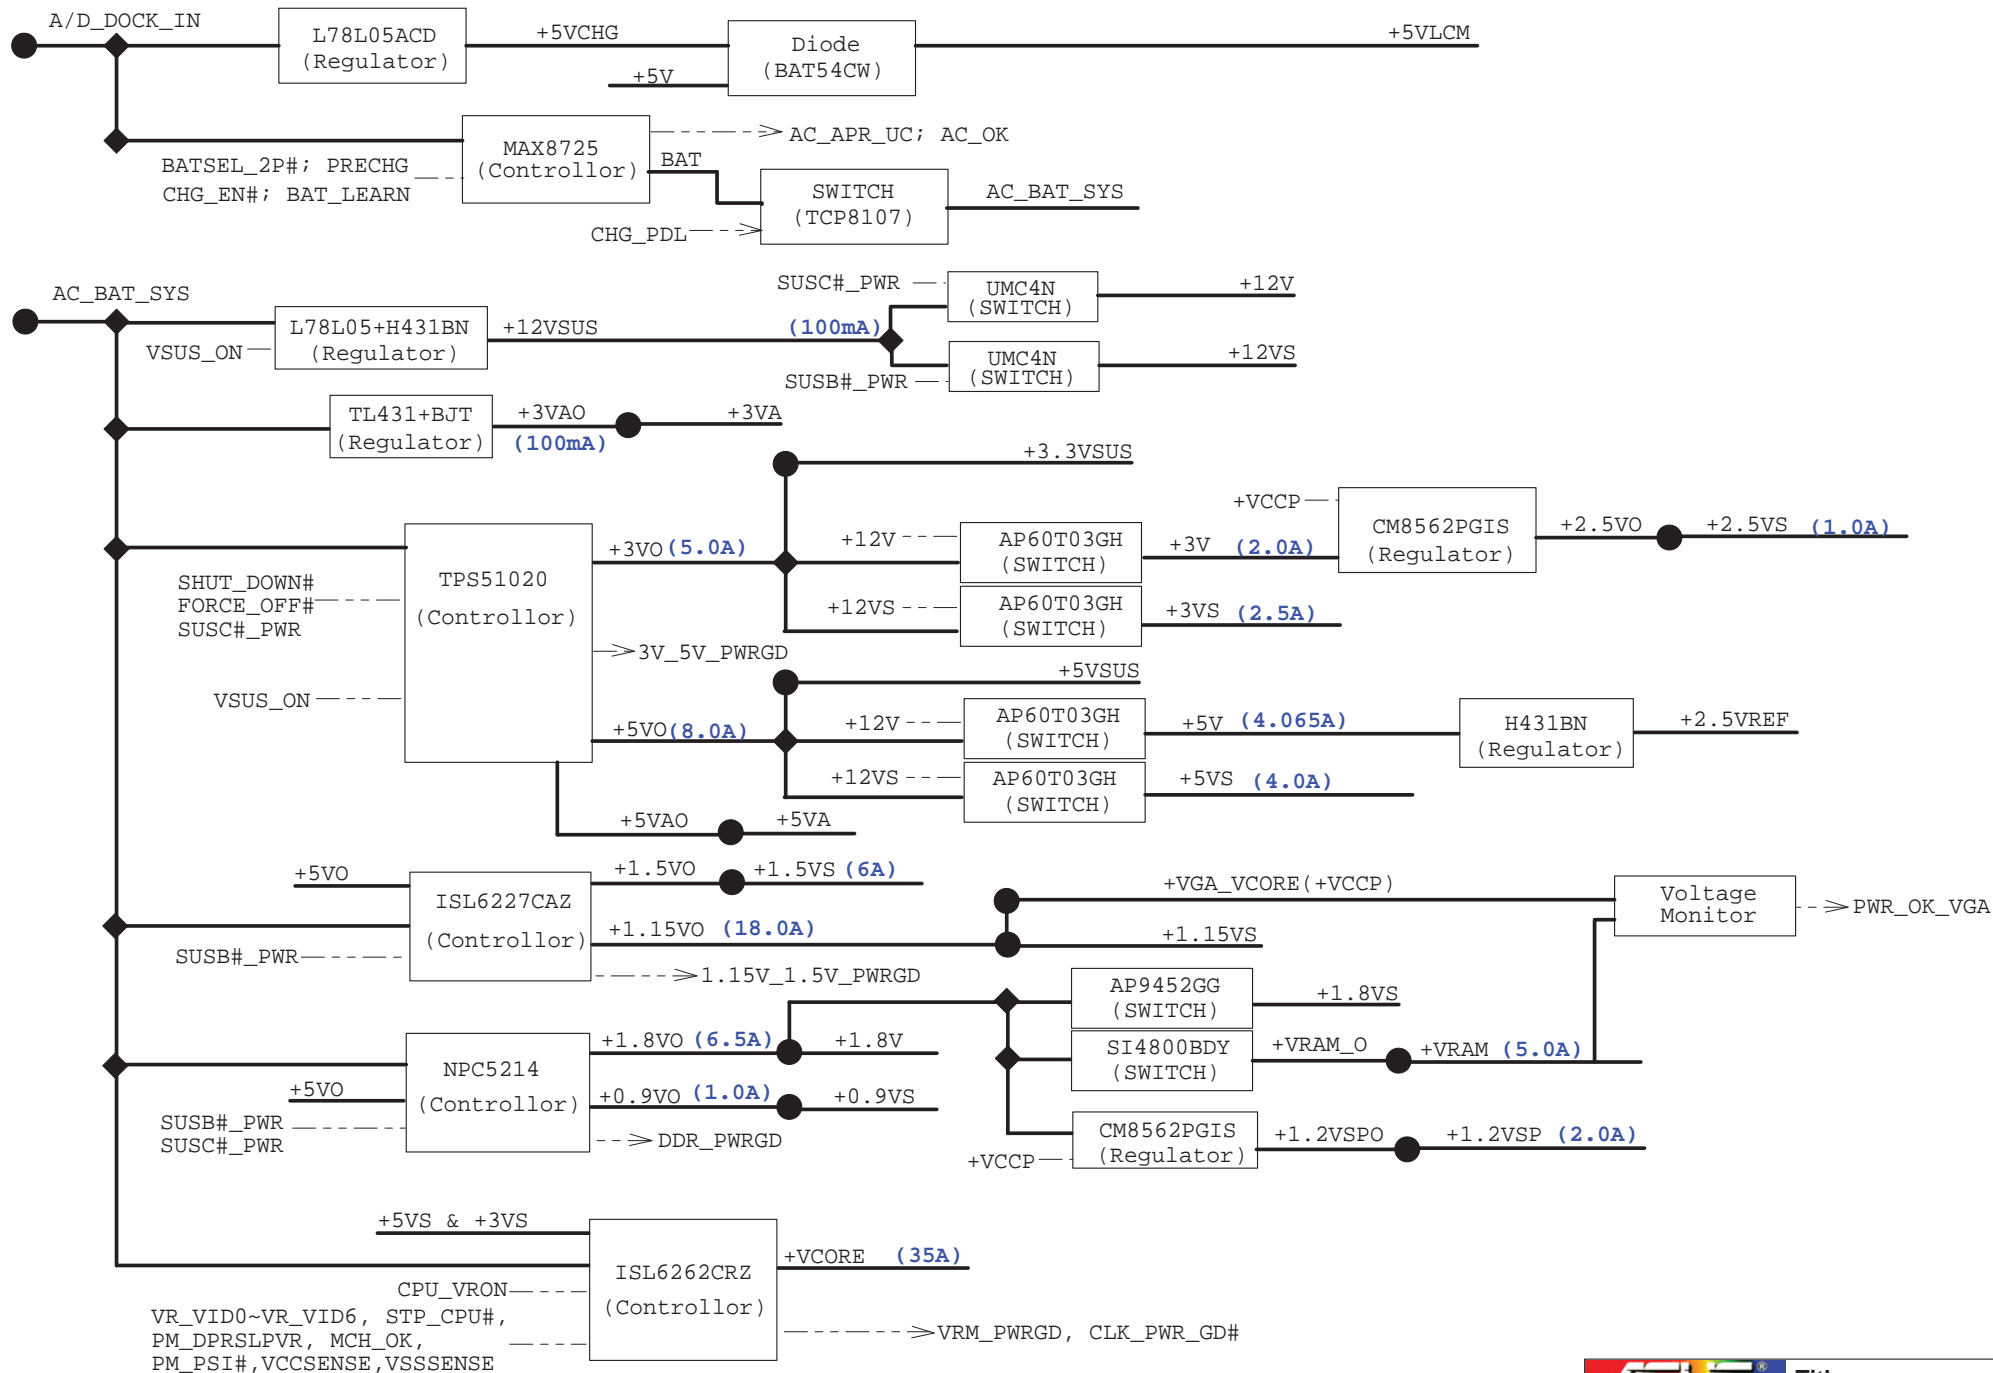 A/D_DOCK_IN
L78L05ACD
(Regulator)
+5VCHG
+5V
Diode
(BAT54CW)
+5VLCM
BATSEL_2P#; PRECHG
CHG_EN#; BAT_LEARN
MAX8725
(Controllor)
AC_APR_UC; AC_OK
BAT
CHG_PDL
SWITCH
(TCP8107)
AC_BAT_SYS
AC_BAT_SYS
VSUS_ON
L78L05+H431BN
(Regulator)
+12VSUS
(100mA)
SUSC#_PWR
UMC4N
(SWITCH)
+12V
SUSB#_PWR
UMC4N
(SWITCH)
+12VS
TL431+BJT
(Regulator)
+3VAO
(100mA)
+3VA
SHUT_DOWN#
FORCE_OFF#
SUSC#_PWR
VSUS_ON
TPS51020
(Controllor)
+3VO (5.0A)
+3.3VSUS
+12V
AP60T03GH
(SWITCH)
+3V (2.0A)
+VCCP
CM8562PGIS
(Regulator)
+2.5VO
+2.5VS (1.0A)
+12VS
AP60T03GH
(SWITCH)
+3VS (2.5A)
3V_5V_PWRGD
+5VO (8.0A)
+5VSUS
+12V
AP60T03GH
(SWITCH)
+5V (4.065A)
H431BN
(Regulator)
+2.5VREF
+12VS
AP60T03GH
(SWITCH)
+5VS (4.0A)
+5VAO
+5VA
+5VO
SUSB#_PWR
ISL6227CAZ
(Controllor)
+1.5VO
+1.5VS (6A)
+1.15VO (18.0A)
+VGA_VCORE(+VCCP)
+1.15VS
Voltage
Monitor
PWR_OK_VGA
1.15V_1.5V_PWRGD
+5VO
SUSB#_PWR
SUSC#_PWR
NPC5214
(Controllor)
+1.8VO (6.5A)
+1.8V
+0.9VO (1.0A)
+0.9VS
DDR_PWRGD
AP9452GG
(SWITCH)
+1.8VS
SI4800BDY
(SWITCH)
+VRAM_O
+VRAM (5.0A)
+VCCP
CM8562PGIS
(Regulator)
+1.2VSPO
+1.2VSP (2.0A)
+5VS & +3VS
CPU_VRON
VR_VID0~VR_VID6, STP_CPU#,
PM_DPRSLPVR, MCH_OK,
PM_PSI#,VCCSENSE,VSSSENSE
ISL6262CRZ
(Controllor)
+VCORE (35A)
VRM_PWRGD, CLK_PWR_GD#